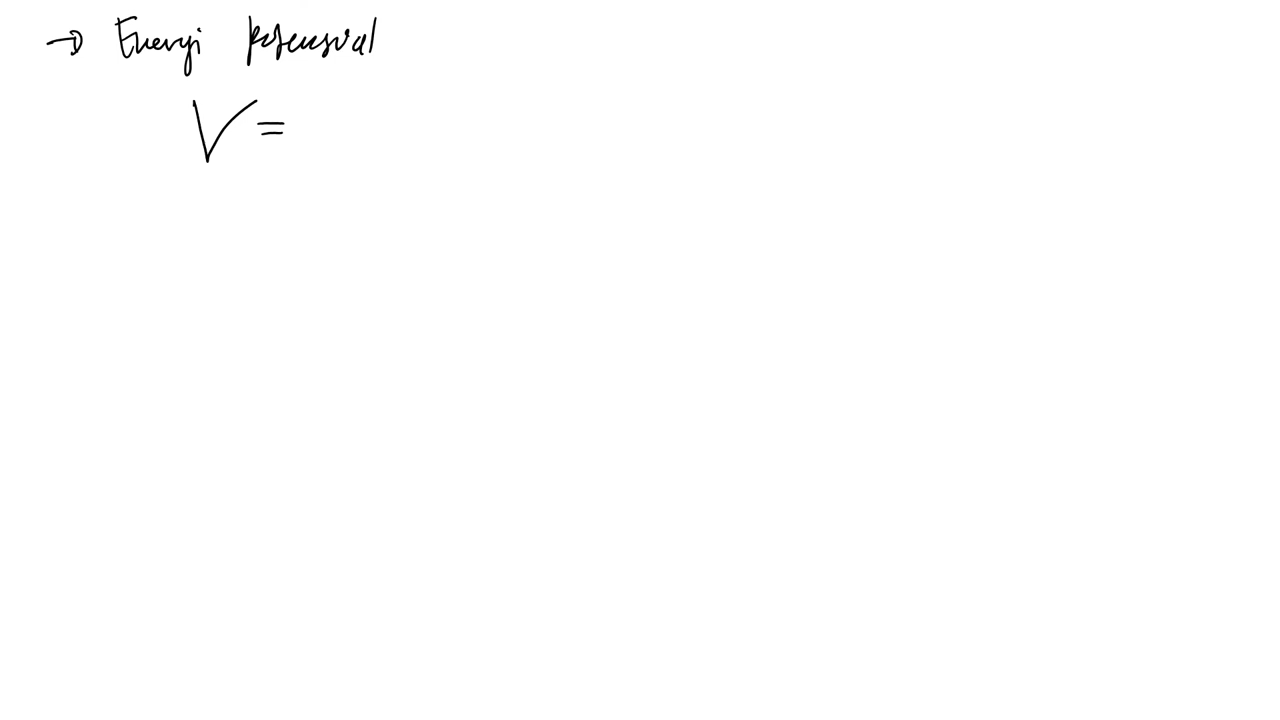 → Energi potensial
V =